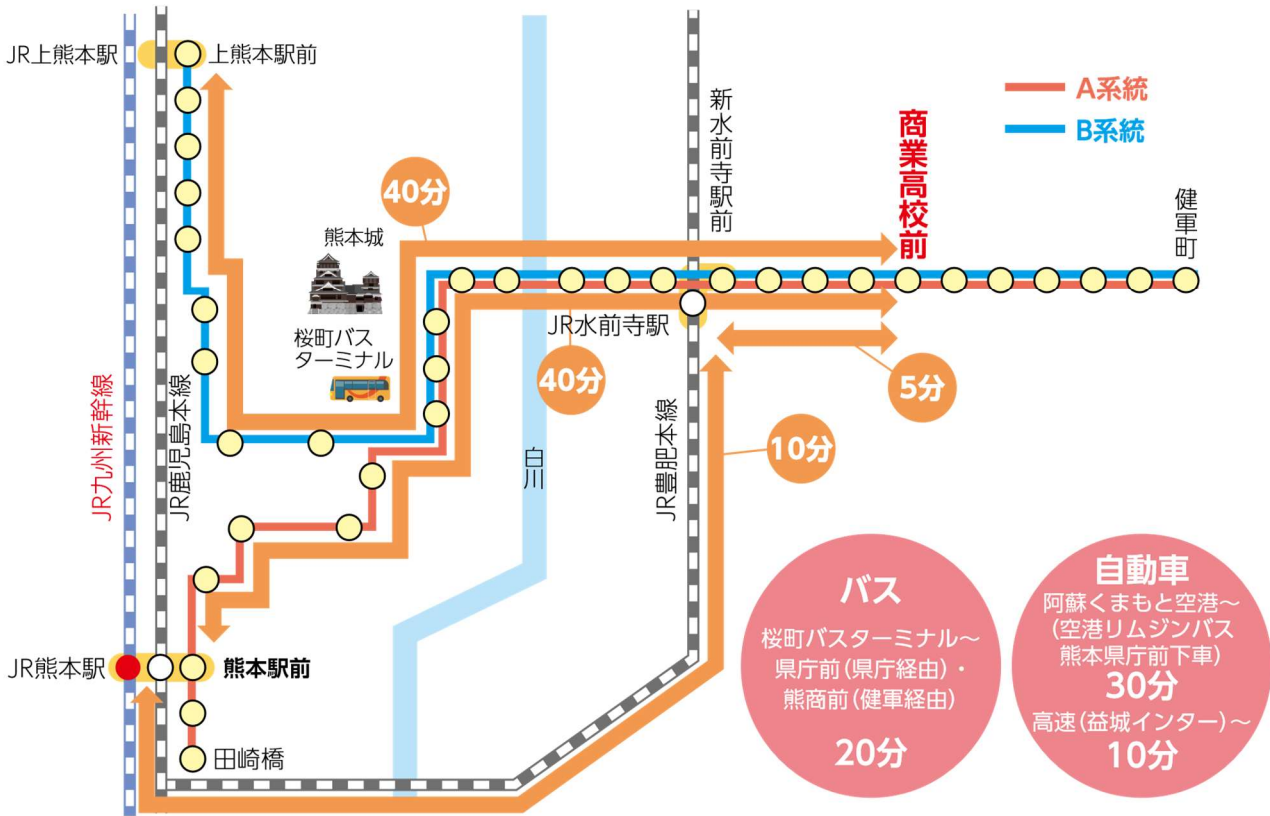 JR上熊本駅
上熊本駅前
A系統
B系統
新水前寺駅前
商業高校前
健軍町
40分
熊本城
桜町バス
ターミナル
JR水前寺駅
40分
5分
10分
JR九州新幹線
JR鹿児島本線
白川
JR豊肥本線
JR熊本駅
熊本駅前
田崎橋
バス
桜町バスターミナル〜
県庁前(県庁経由)・
熊商前(健軍経由)
20分
自動車
阿蘇くまもと空港〜
(空港リムジンバス
熊本県庁前下車)
30分
高速(益城インター)〜
10分